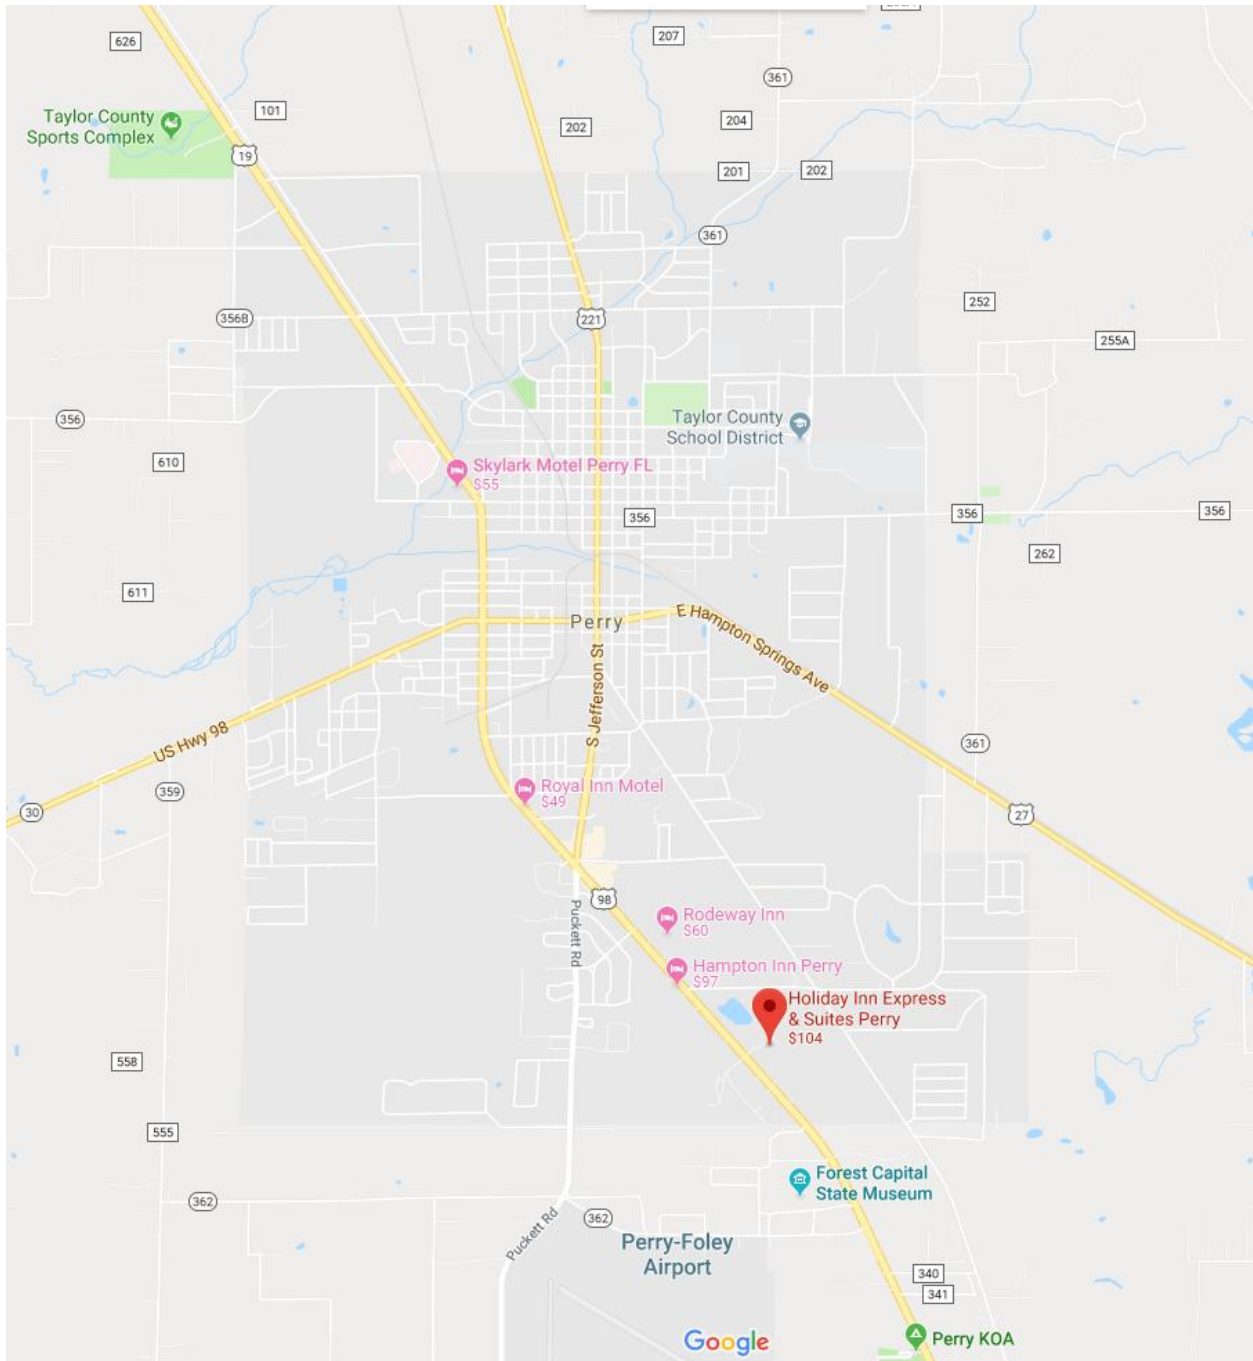 626
207
361
Taylor County
Sports Complex
101
202
204
19
201
202
361
252
356B
221
255A
356
Taylor County
School District
610
Skylark Motel Perry FL
$55
356
356
356
262
611
Perry
E Hampton Springs Ave
S Jefferson St
US Hwy 98
361
359
Royal Inn Motel
$49
30
27
98
Puckett Rd
Rodeway Inn
$60
Hampton Inn Perry
$97
Holiday Inn Express
& Suites Perry
$104
558
555
Forest Capital
State Museum
362
Puckett Rd
362
Perry-Foley
Airport
340
341
Google
Perry KOA